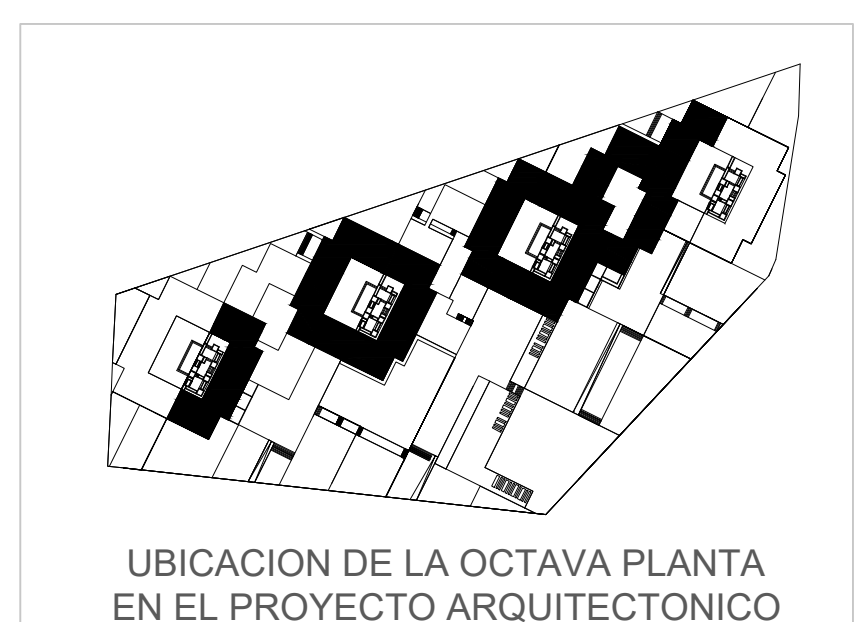 UBICACION DE LA OCTAVA PLANTA
EN EL PROYECTO ARQUITECTONICO